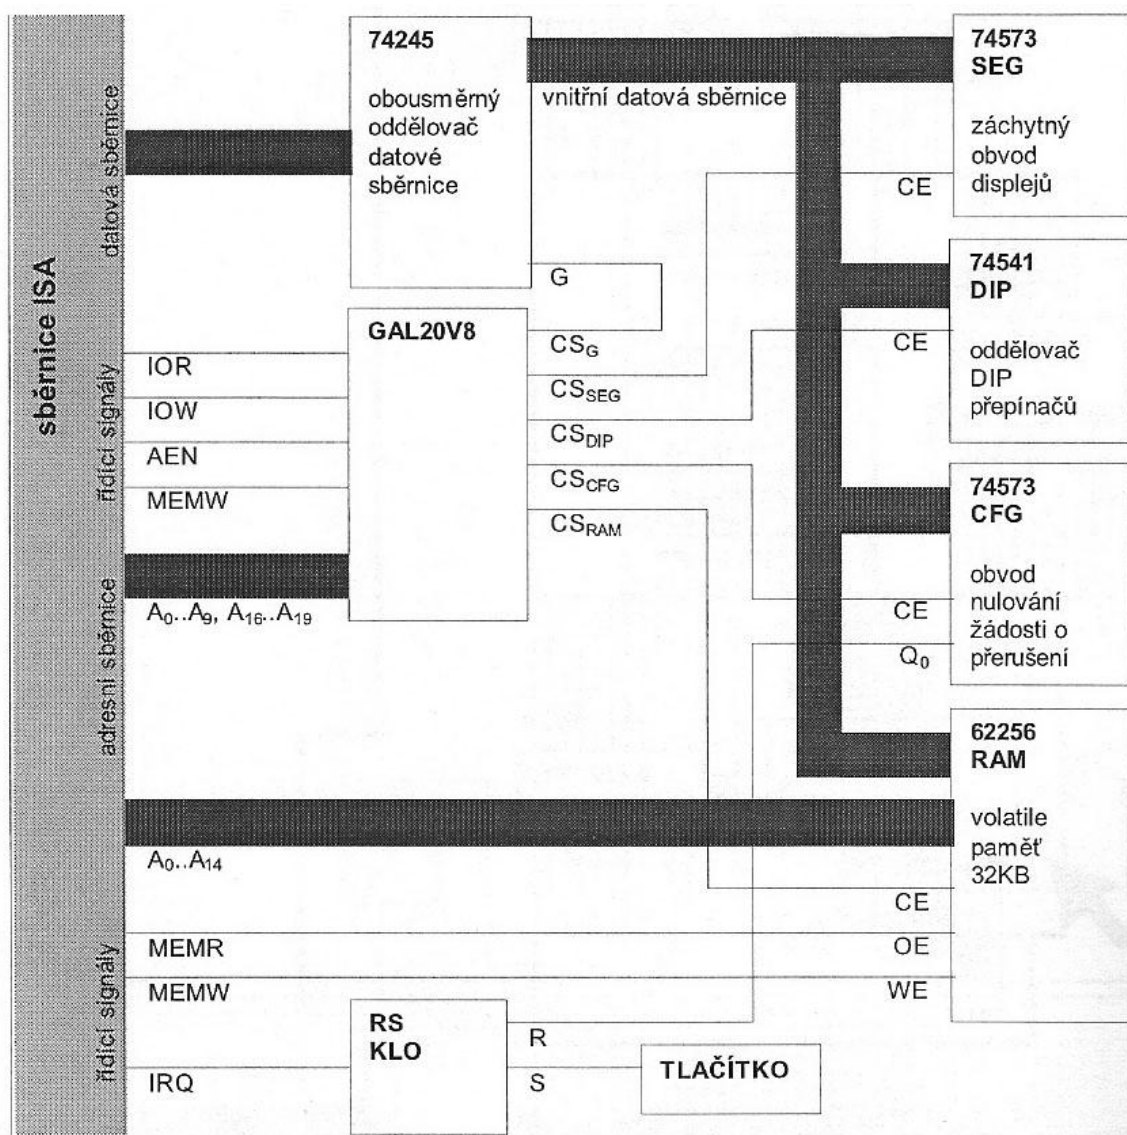 sběrnice ISA
datová sběrnice
řídící signály
adresní sběrnice
řídící signály
74245
obousměrný
oddělovač
datové
sběrnice
G
vnitřní datová sběrnice
GAL20V8
IOR
IOW
AEN
MEMW
A0..A9, A16..A19
CSG
CSSEG
CSDIP
CSCFG
CSRAM
74573
SEG
záchytný
obvod
displejů
CE
74541
DIP
oddělovač
DIP
přepínačů
CE
74573
CFG
obvod
nulování
žádosti o
přerušení
CE
Q0
62256
RAM
volatile
paměť
32KB
CE
OE
WE
A0..A14
MEMR
MEMW
IRQ
RS
KLO
R
S
TLAČÍTKO